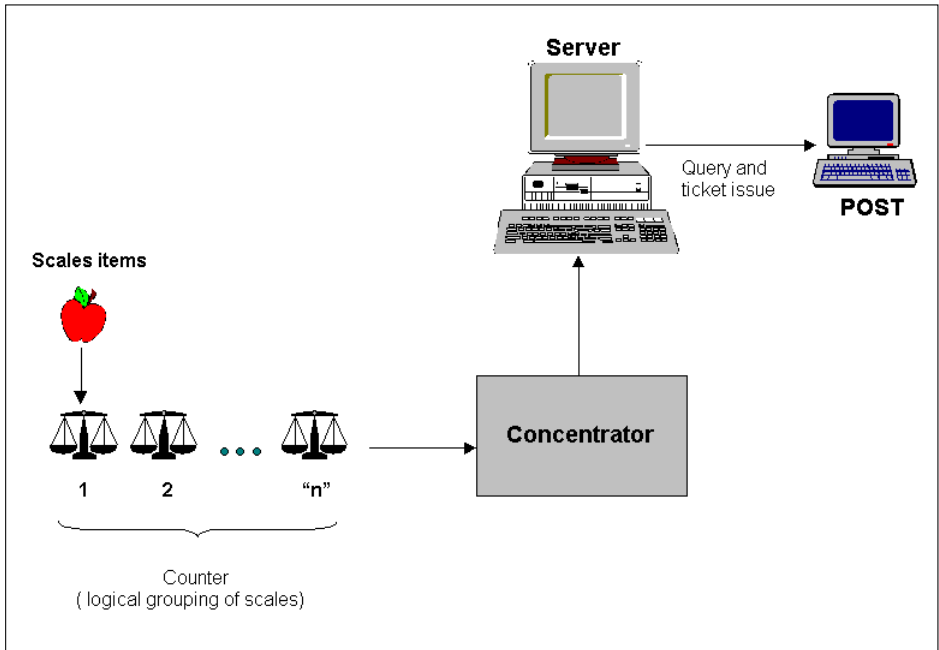 Server
Query and
ticket issue
POST
Scales items
Concentrator
1 2 “n”
Counter
( logical grouping of scales)